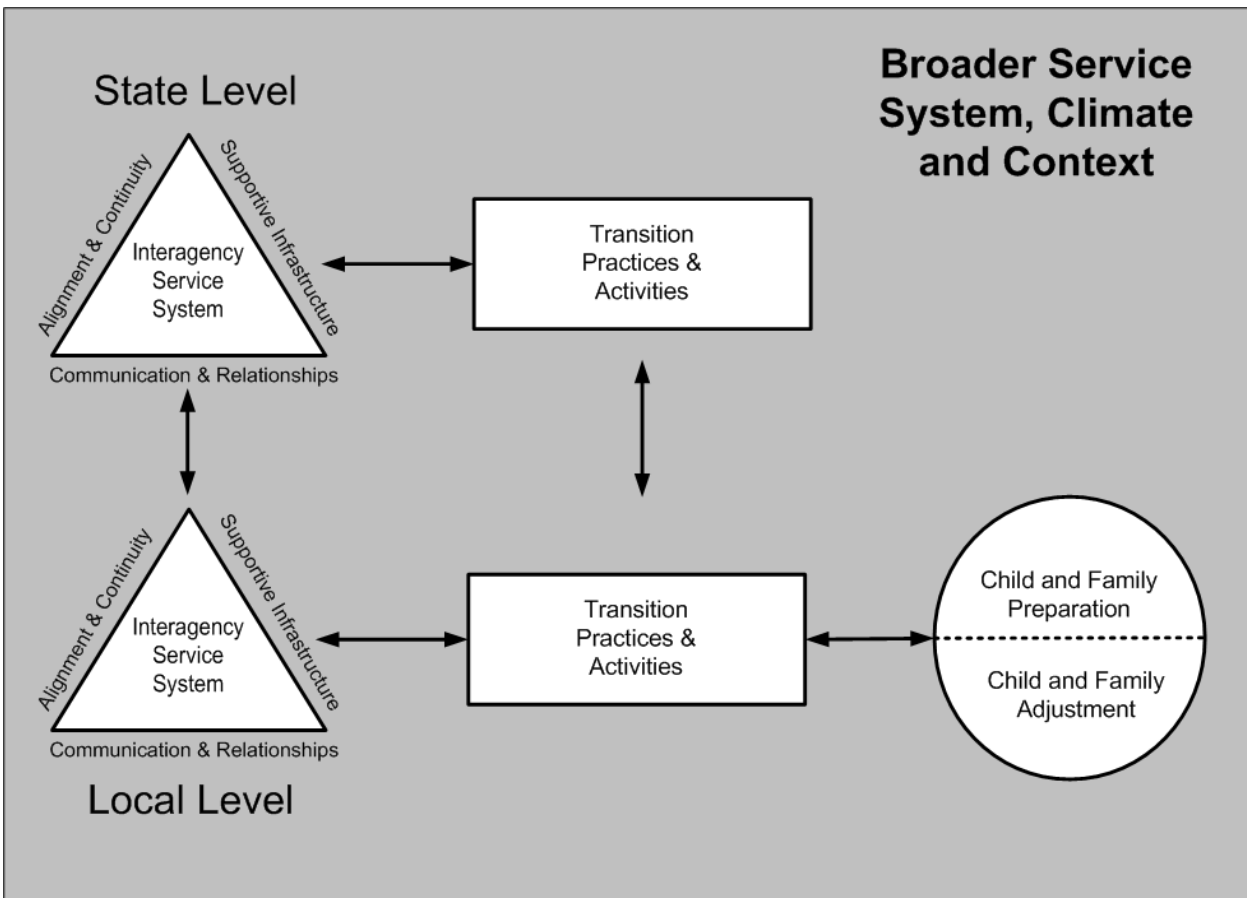 Broader Service
System, Climate
and Context
State Level
Alignment & Continuity
Supportive Infrastructure
Interagency
Service
System
Communication & Relationships
Transition
Practices &
Activities
Alignment & Continuity
Supportive Infrastructure
Interagency
Service
System
Communication & Relationships
Local Level
Transition
Practices &
Activities
Child and Family
Preparation
Child and Family
Adjustment